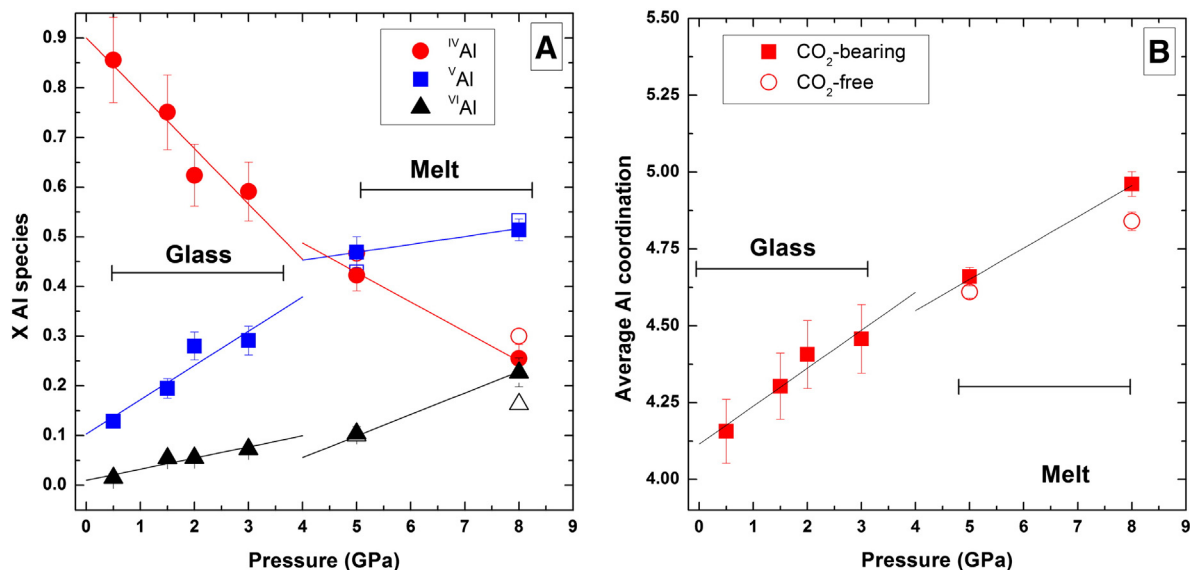 A
IVAl
VAl
VIAl
Melt
Glass
X Al species
0.9
0.8
0.7
0.6
0.5
0.4
0.3
0.2
0.1
0.0
0 1 2 3 4 5 6 7 8 9
Pressure (GPa)
B
CO2-bearing
CO2-free
Glass
Melt
Average Al coordination
5.50
5.25
5.00
4.75
4.50
4.25
4.00
0 1 2 3 4 5 6 7 8 9
Pressure (GPa)